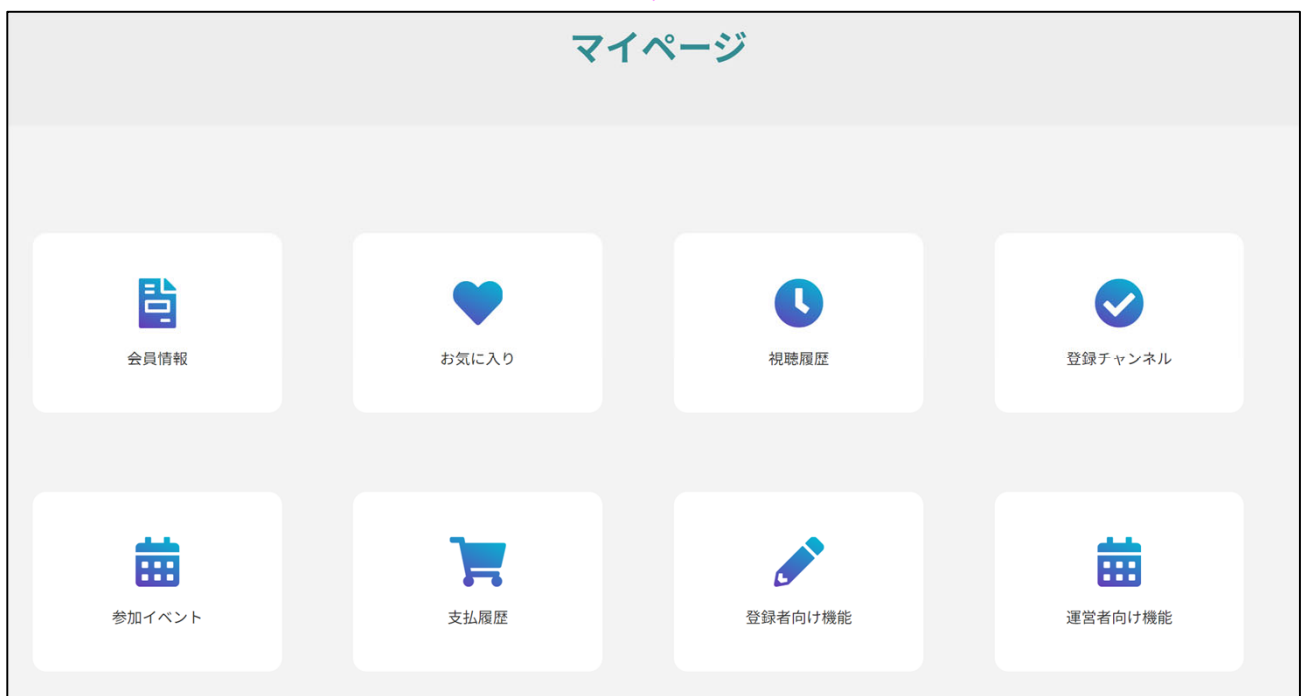 マイページ
会員情報
お気に入り
視聴履歴
登録チャンネル
参加イベント
支払履歴
登録者向け機能
運営者向け機能